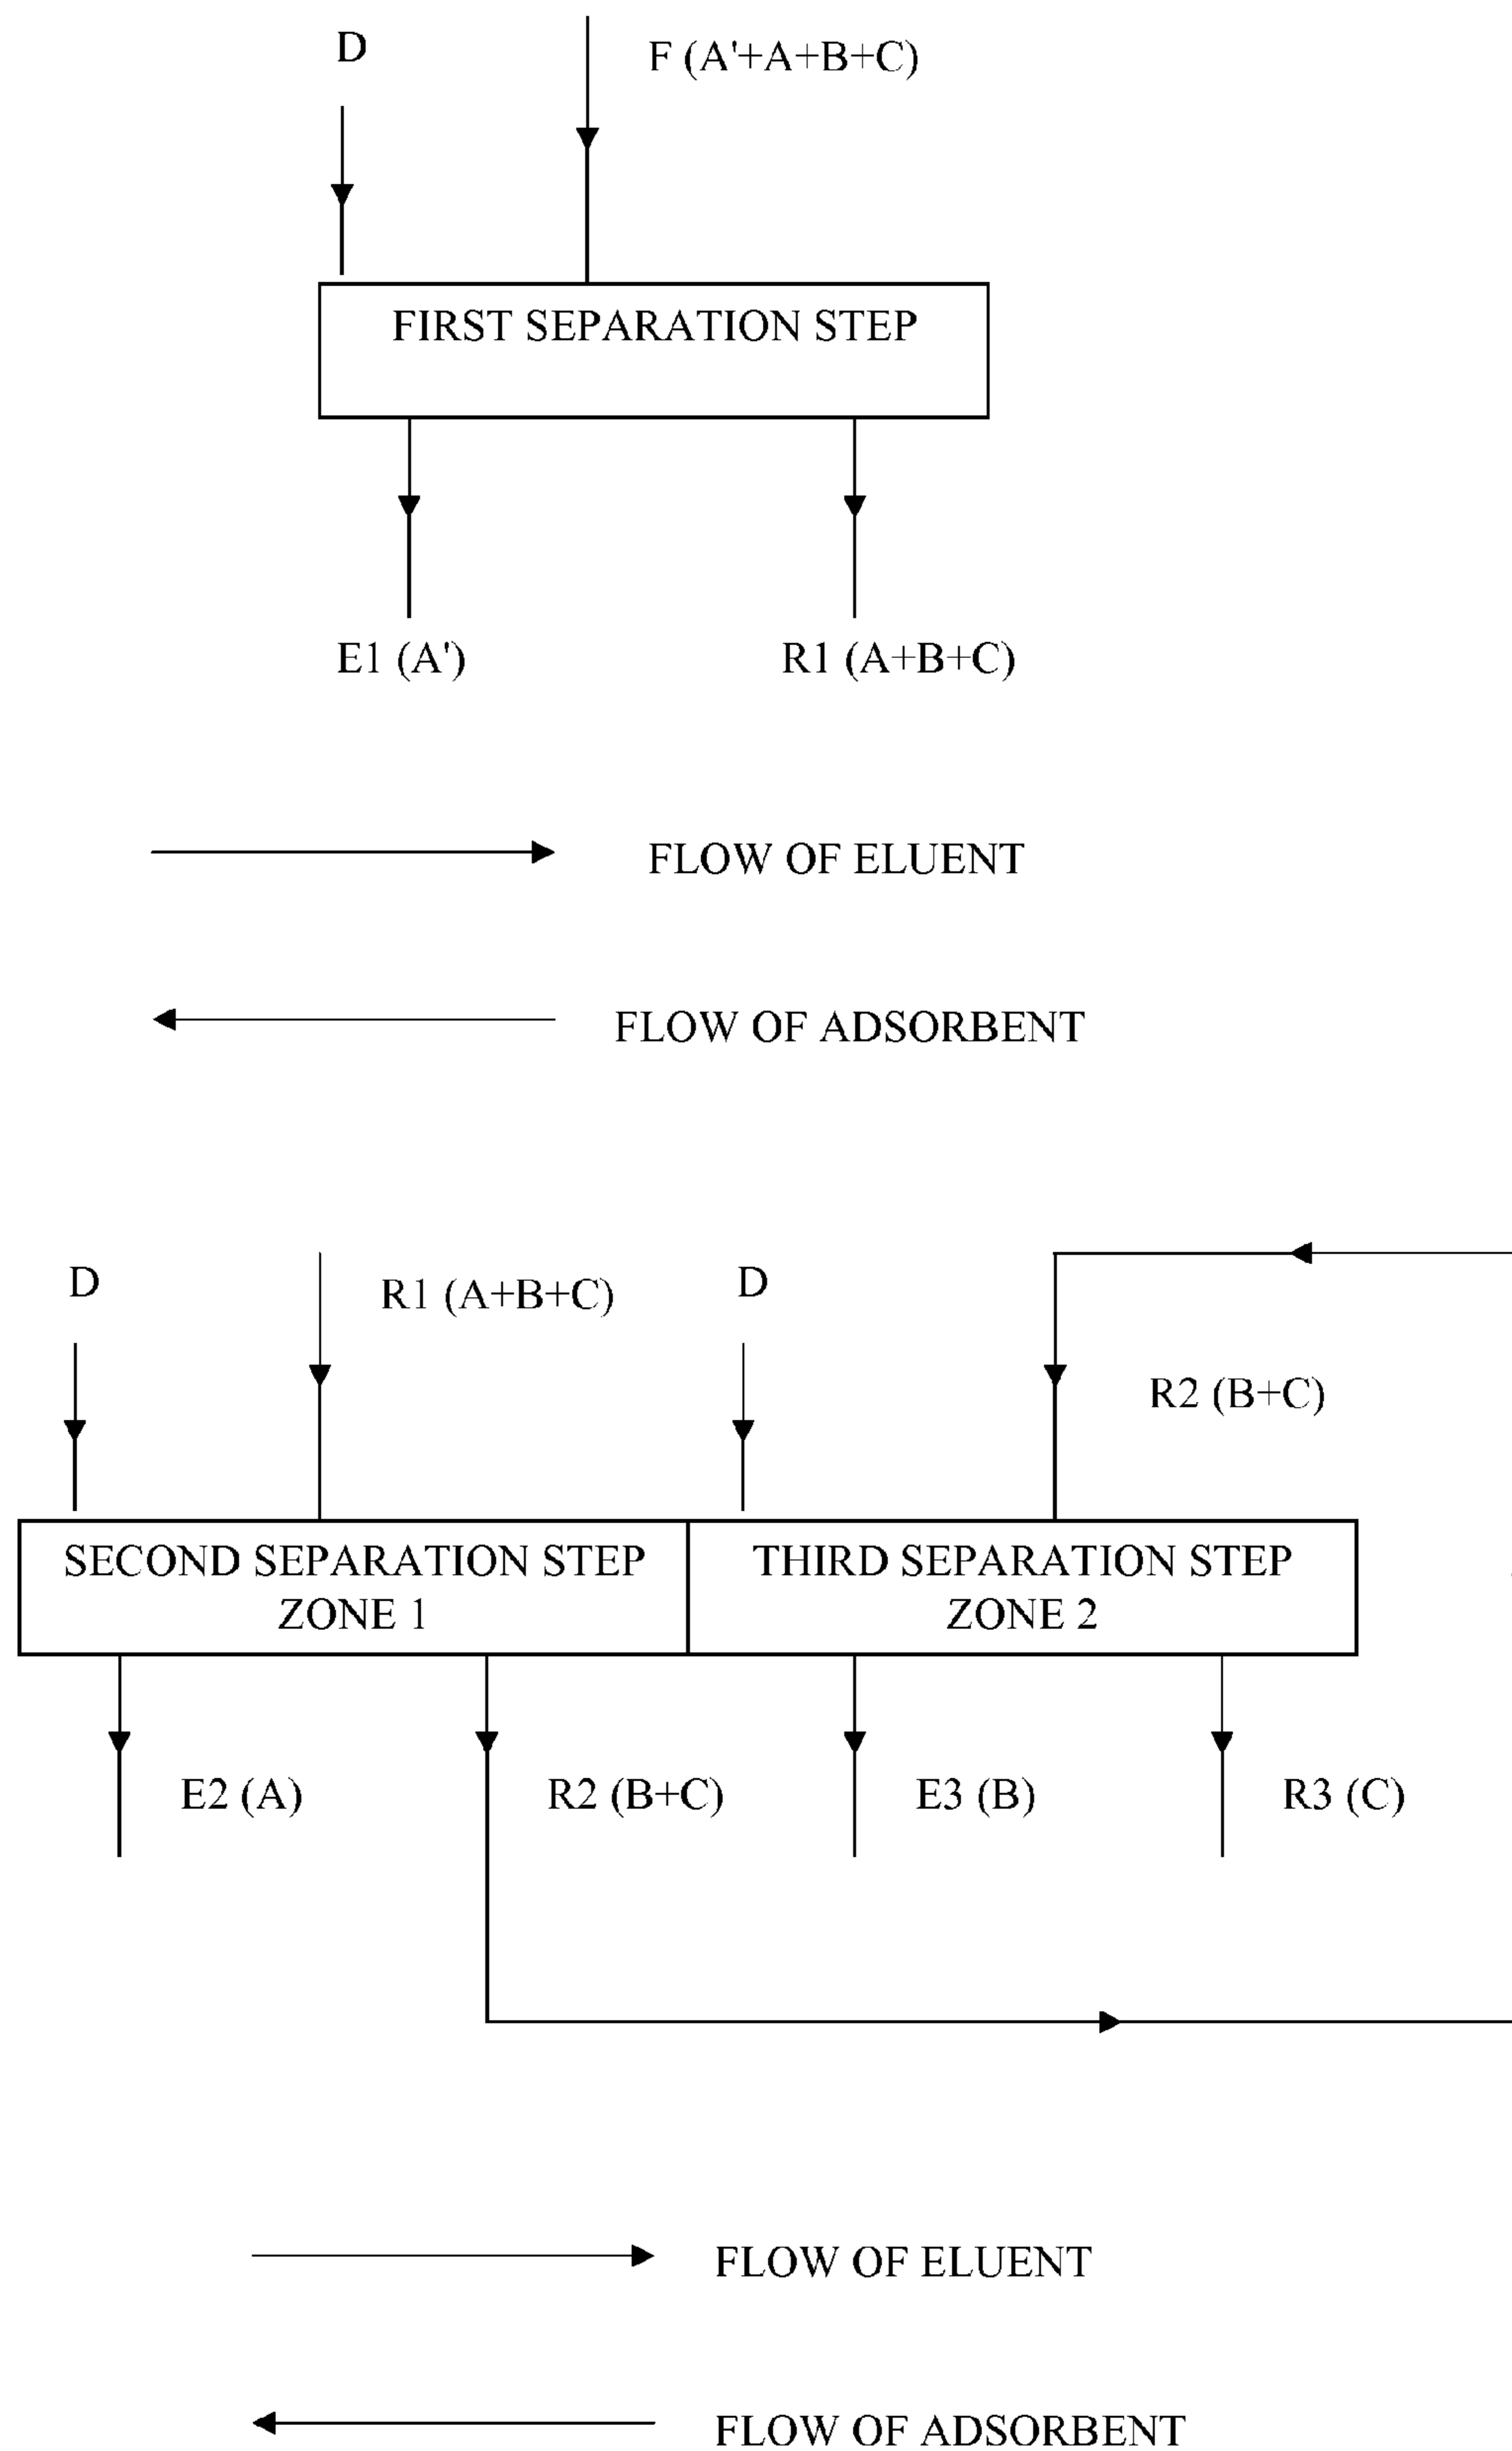 D
F (A'+A+B+C)
FIRST SEPARATION STEP
E1 (A')
R1 (A+B+C)
FLOW OF ELUENT
FLOW OF ADSORBENT
D
R1 (A+B+C)
D
R2 (B+C)
SECOND SEPARATION STEP
ZONE 1
THIRD SEPARATION STEP
ZONE 2
E2 (A)
R2 (B+C)
E3 (B)
R3 (C)
FLOW OF ELUENT
FLOW OF ADSORBENT